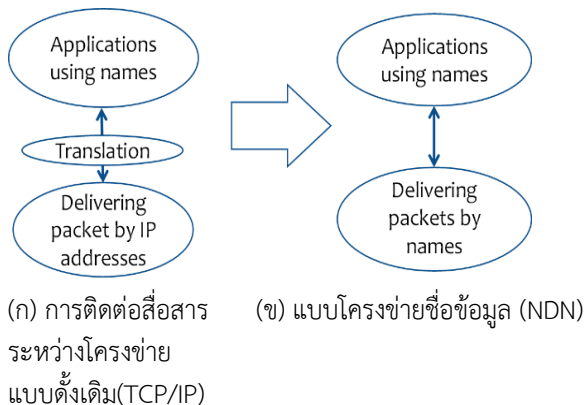 Applications
using names
Translation
Delivering
packet by IP
addresses
Applications
using names
Delivering
packets by
names
(ก) การติดต่อสื่อสาร
ระหว่างโครงข่าย
แบบดั้งเดิม(TCP/IP)
(ข) แบบโครงข่ายชื่อข้อมูล (NDN)